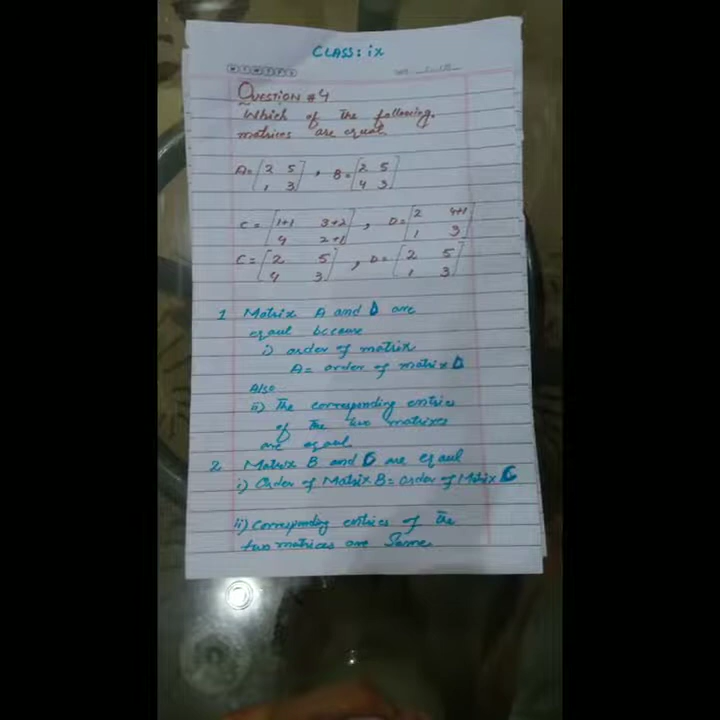 CLASS: ix
QUESTION #4
Which of the following.
matrices are equal
A= [2 5 , B= [2 5
1 3] 4 3]
C = [1+1 3+2] , D= [2 4+1
4 2+1 1 3]
C= [2 5] , D= [2 5]
4 3 1 3
1 Matrix A and D are
eqaul because
i) order of matrix
A= order of matrix D
Also
ii) The corresponding entries
of the two matrixes
are eqaul
2 Matrix B and C are eqaul
i) Order of Matrix B= order of Matrix C
ii) Corresponding entries of the
two matrices are Same